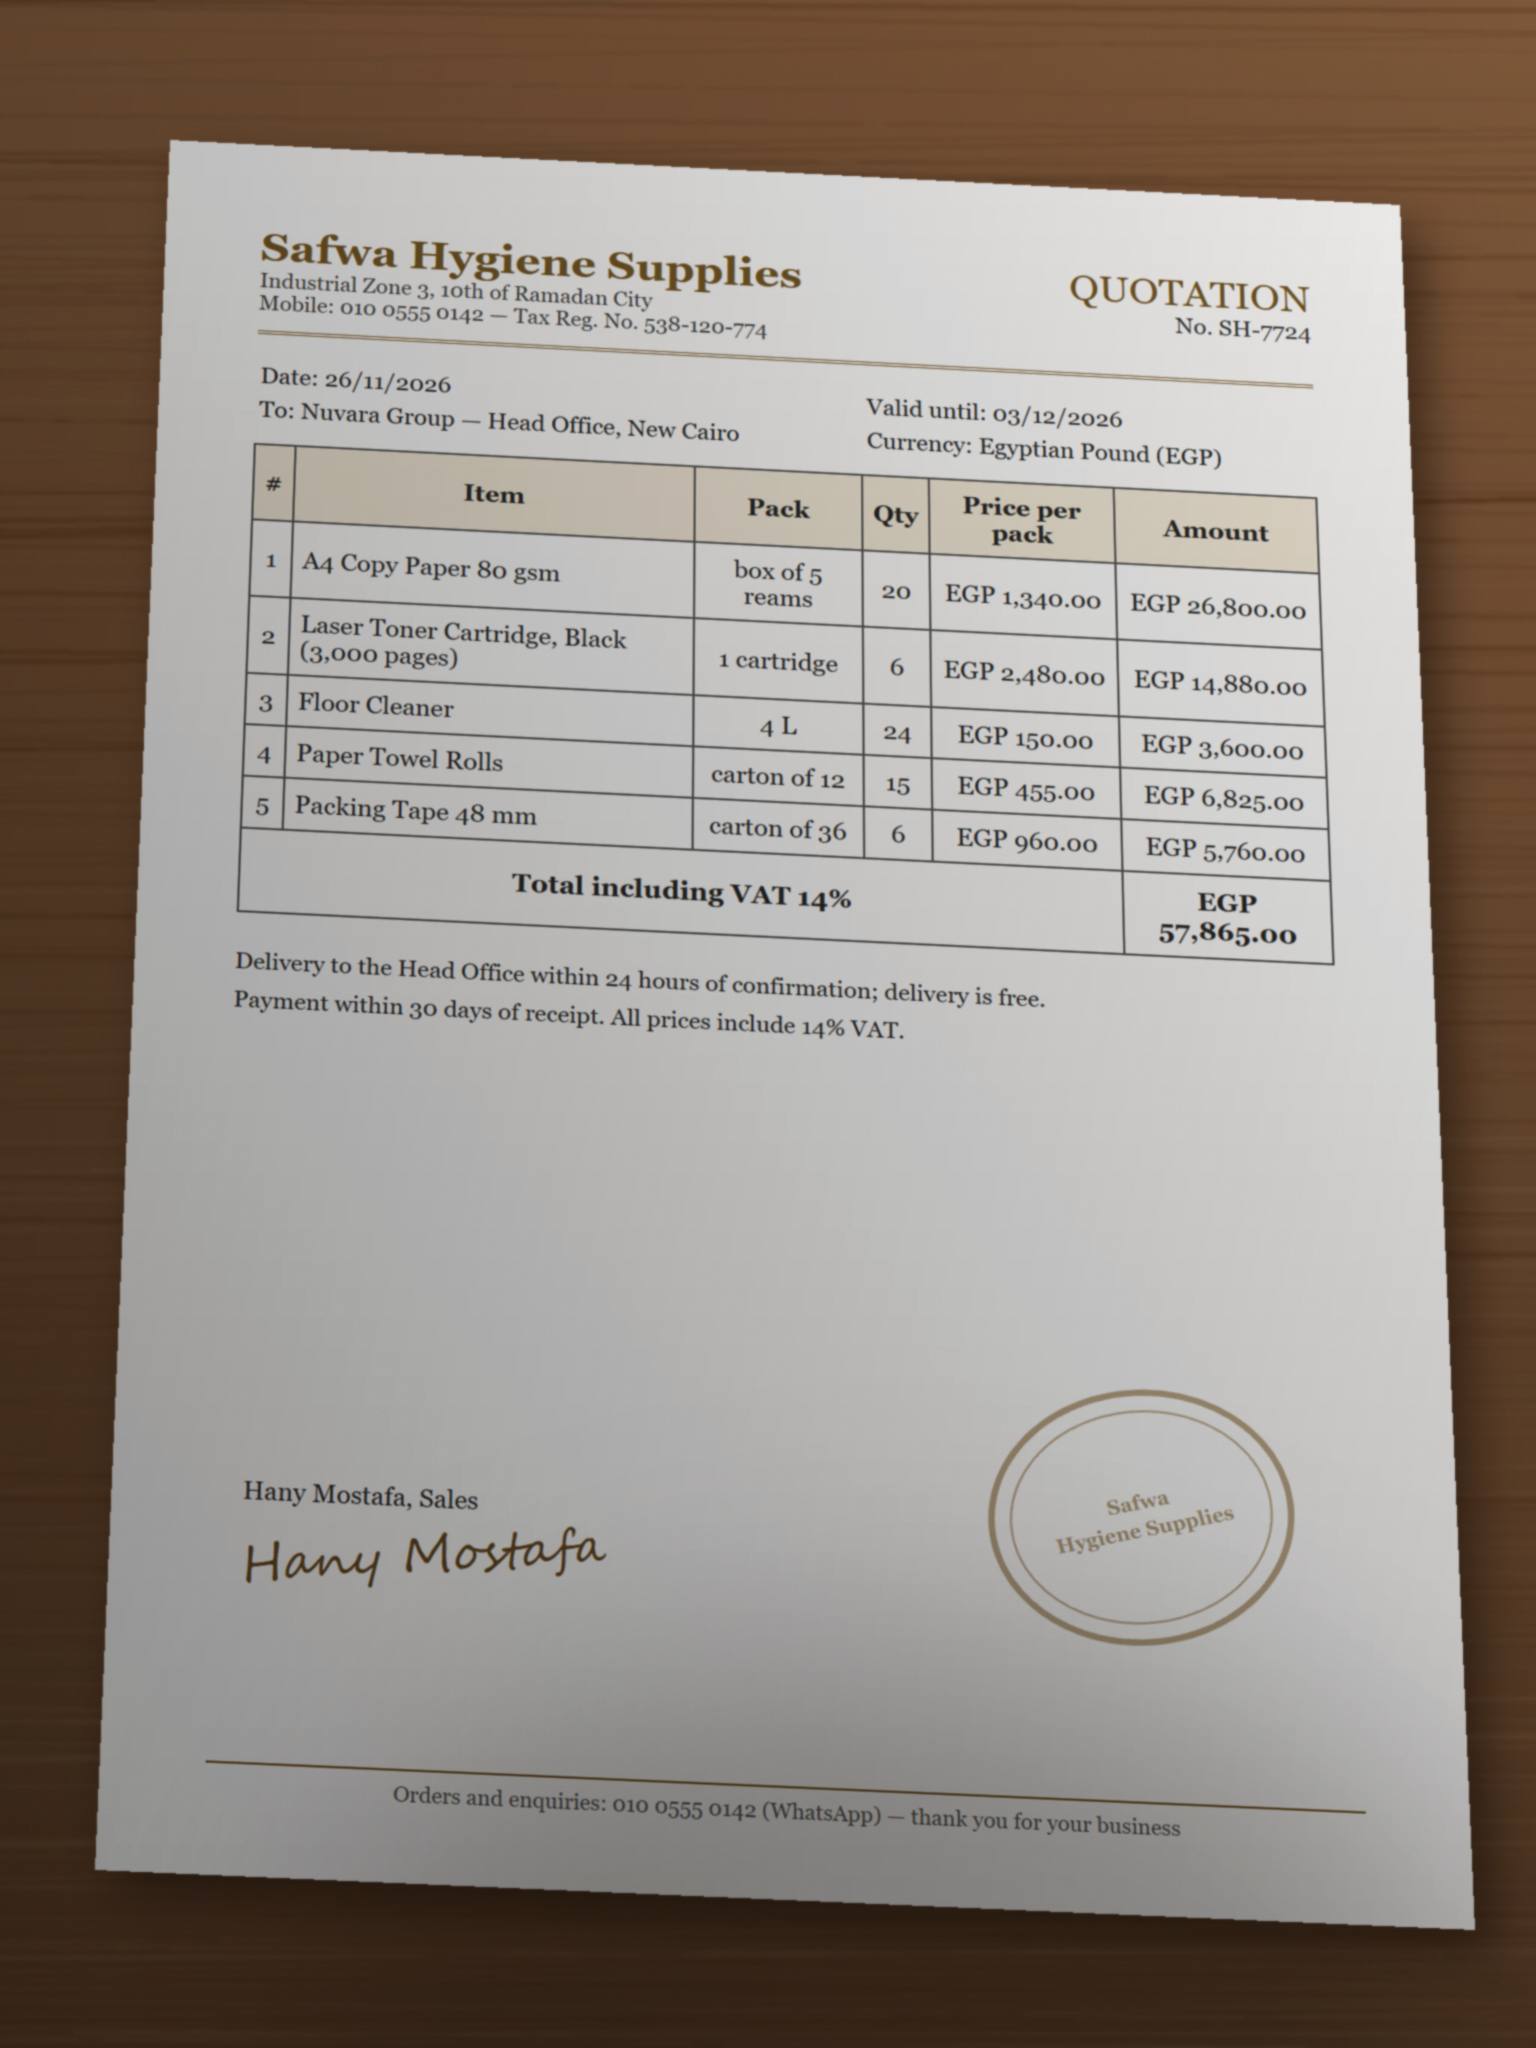 Safwa Hygiene Supplies
Industrial Zone 3, 10th of Ramadan City
Mobile: 010 0555 0142 — Tax Reg. No. 538-120-774
QUOTATION
No. SH-7724
Date: 26/11/2026
To: Nuvara Group — Head Office, New Cairo
Valid until: 03/12/2026
Currency: Egyptian Pound (EGP)
# Item Pack Qty Price per pack Amount
1 A4 Copy Paper 80 gsm box of 5 reams 20 EGP 1,340.00 EGP 26,800.00
2 Laser Toner Cartridge, Black (3,000 pages) 1 cartridge 6 EGP 2,480.00 EGP 14,880.00
3 Floor Cleaner 4 L 24 EGP 150.00 EGP 3,600.00
4 Paper Towel Rolls carton of 12 15 EGP 455.00 EGP 6,825.00
5 Packing Tape 48 mm carton of 36 6 EGP 960.00 EGP 5,760.00
Total including VAT 14% EGP 57,865.00
Delivery to the Head Office within 24 hours of confirmation; delivery is free.
Payment within 30 days of receipt. All prices include 14% VAT.
Hany Mostafa, Sales
Hany Mostafa
Safwa
Hygiene Supplies
Orders and enquiries: 010 0555 0142 (WhatsApp) — thank you for your business